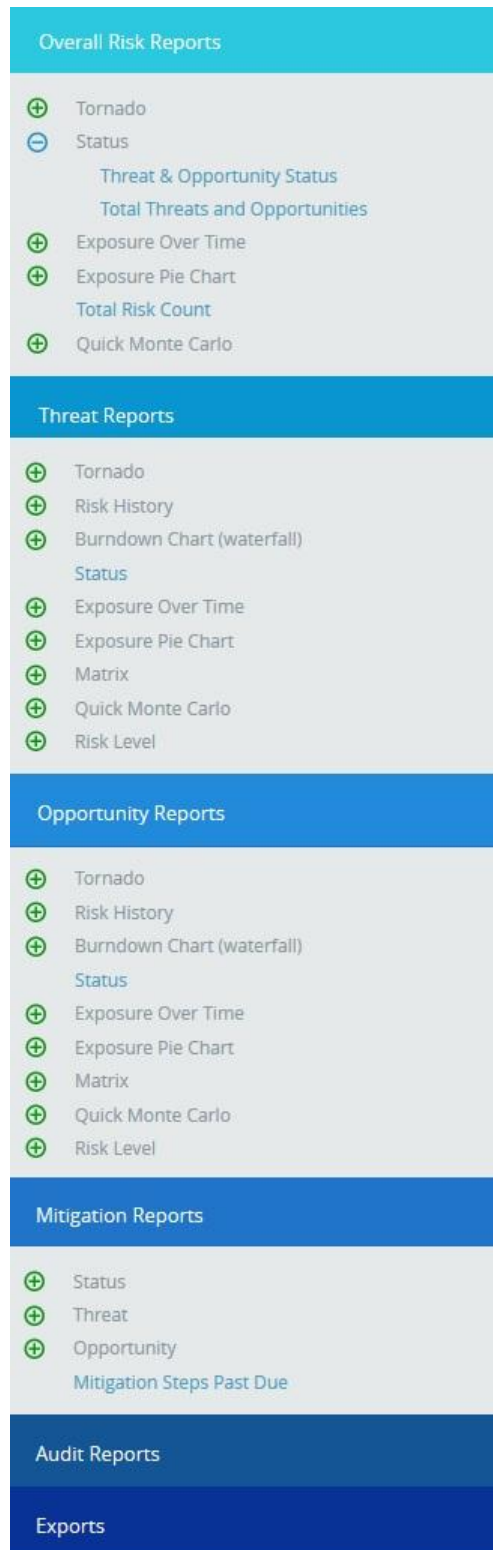 Overall Risk Reports
Tornado
Status
Threat & Opportunity Status
Total Threats and Opportunities
Exposure Over Time
Exposure Pie Chart
Total Risk Count
Quick Monte Carlo
Threat Reports
Tornado
Risk History
Burndown Chart (waterfall)
Status
Exposure Over Time
Exposure Pie Chart
Matrix
Quick Monte Carlo
Risk Level
Opportunity Reports
Tornado
Risk History
Burndown Chart (waterfall)
Status
Exposure Over Time
Exposure Pie Chart
Matrix
Quick Monte Carlo
Risk Level
Mitigation Reports
Status
Threat
Opportunity
Mitigation Steps Past Due
Audit Reports
Exports